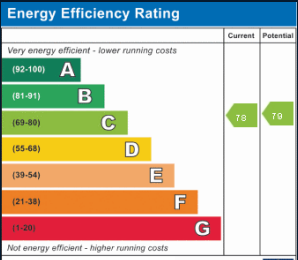 Energy Efficiency Rating
Current Potential
Very energy efficient - lower running costs
(92-100) A
(81-91) B
(69-80) C
78 79
(55-68) D
(39-54) E
(21-38) F
(1-20) G
Not energy efficient - higher running costs